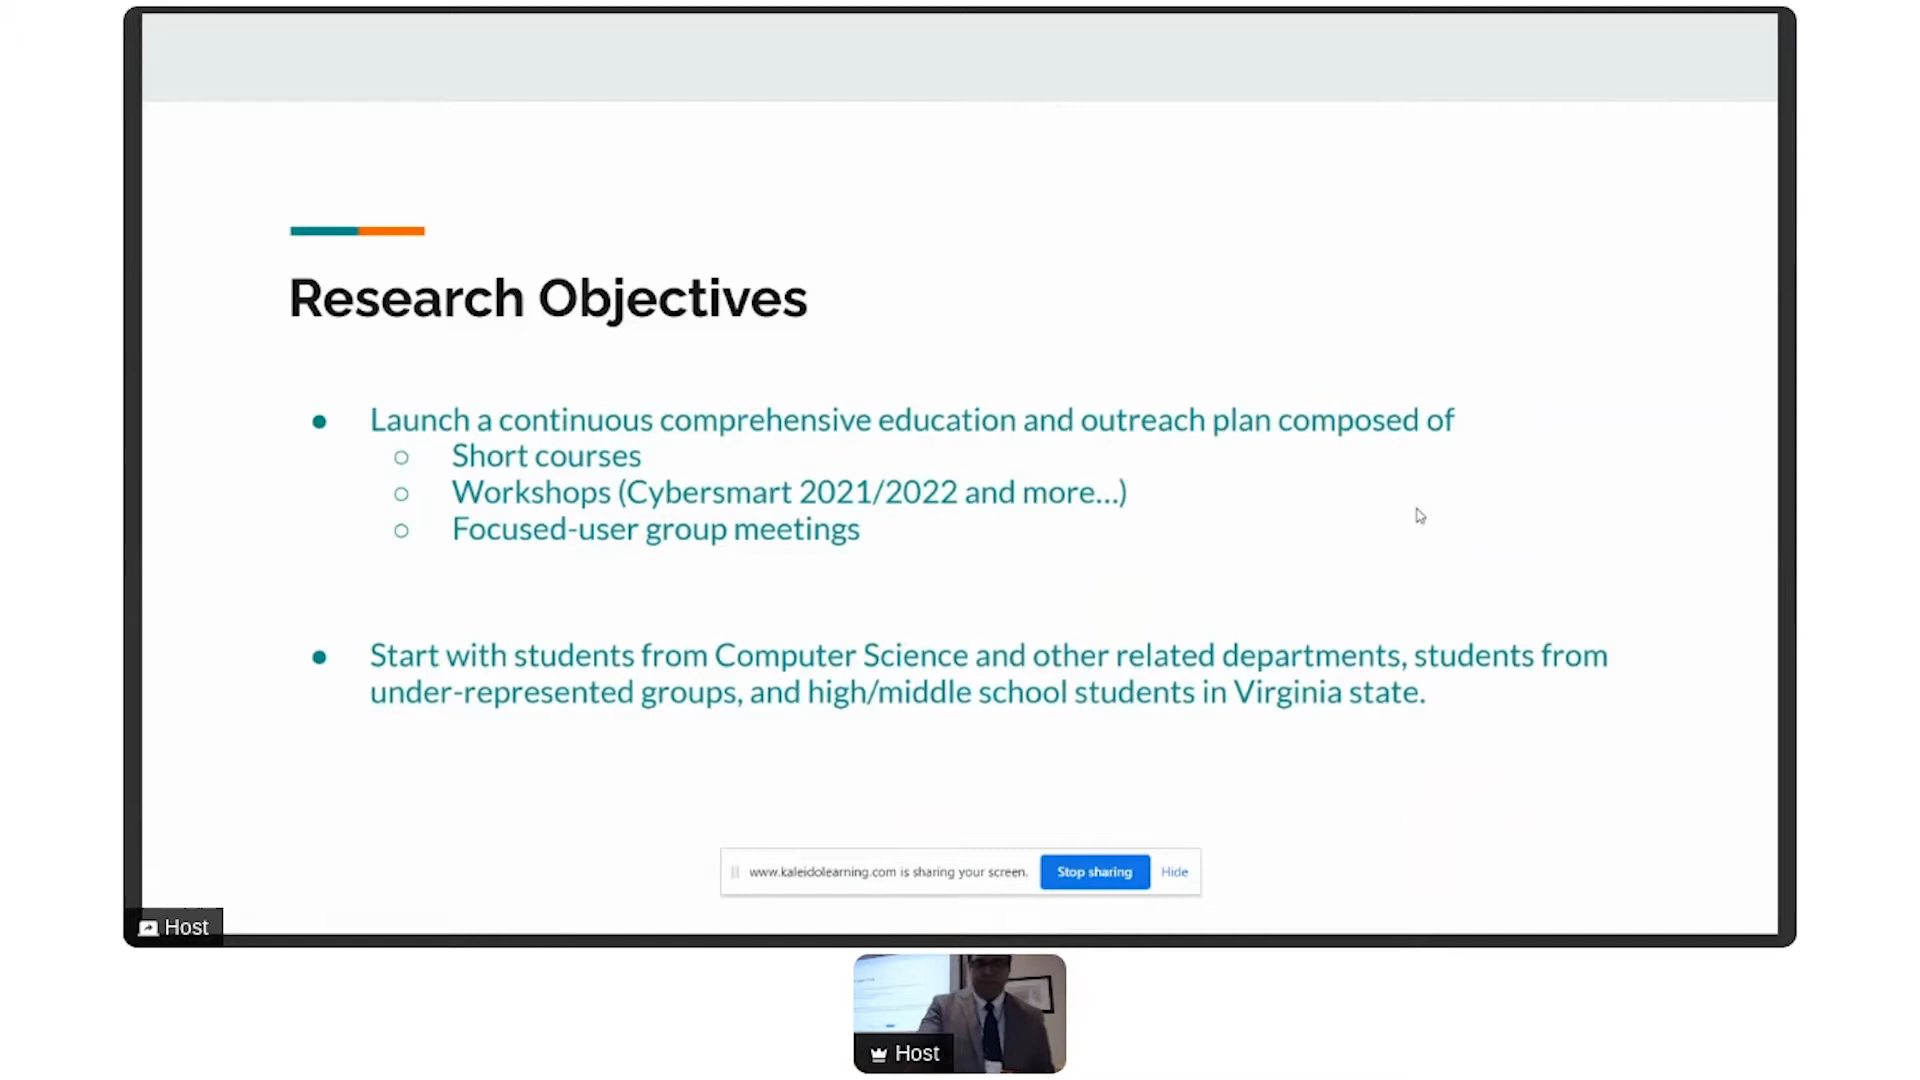 Research Objectives
● Launch a continuous comprehensive education and outreach plan composed of
○ Short courses
○ Workshops (Cybersmart 2021/2022 and more...)
○ Focused-user group meetings
● Start with students from Computer Science and other related departments, students from
under-represented groups, and high/middle school students in Virginia state.
www.kaleidolearning.com is sharing your screen. Stop sharing Hide
Host
Host